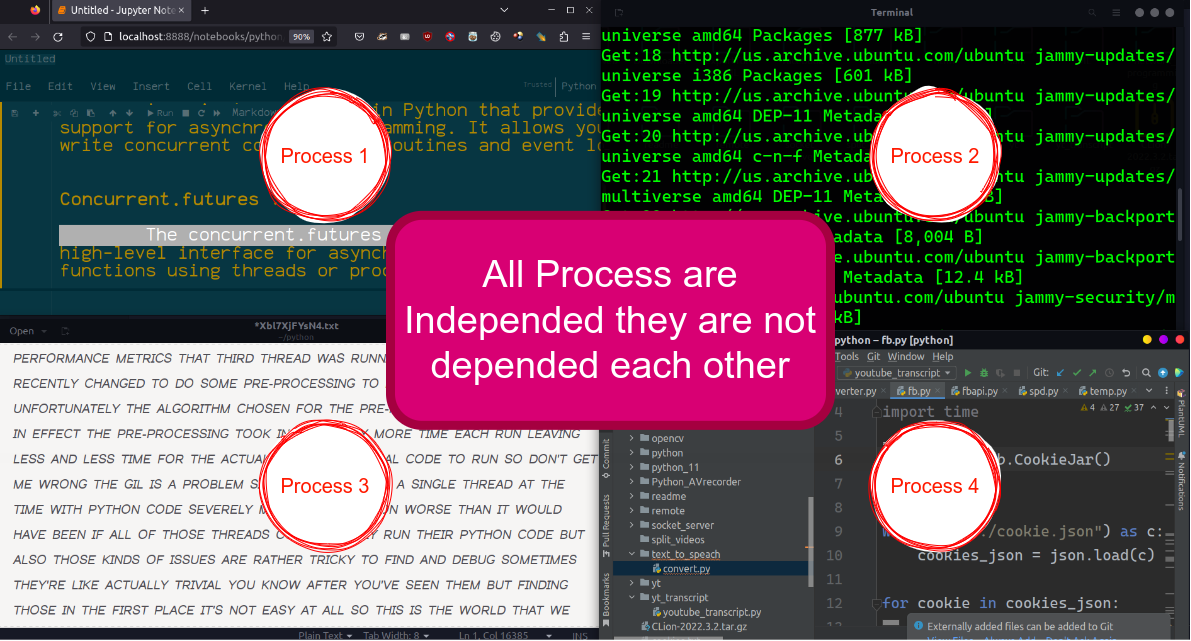 Untitled - Jupyter Note
localhost:8888/notebooks/python
90%
Untitled
File Edit View Insert Cell Kernel Help
Trusted
Python
Run
Markdown
in Python that provide
support for asynchr
amming. It allows you
write concurrent co
routines and event lo
Concurrent.futures
The concurrent.futures
high-level interface for asynch
functions using threads or proc
Process 1
Terminal
universe amd64 Packages [877 kB]
Get:18 http://us.archive.ubuntu.com/ubuntu jammy-updates/
universe i386 Packages [601 kB]
Get:19 http://us.archive.ubuntu.com/ubuntu jammy-updates/
universe amd64 DEP-11 Metada
Get:20 http://us.archive.ubuntu.com/ubuntu jammy-updates/
universe amd64 c-n-f Metada
Get:21 http://us.archive.ubuntu.com/ubuntu jammy-updates/
multiverse amd64 DEP-11 Meta
B]
archive.ubuntu.com/ubuntu jammy-backport
adata [8,004 B]
e.ubuntu.com/ubuntu jammy-backport
Metadata [12.4 kB]
ubuntu.com/ubuntu jammy-security/m
kB]
Process 2
All Process are
Independed they are not
depended each other
Open
*Xbl7XjFYsN4.txt
~/python
PERFORMANCE METRICS THAT THIRD THREAD WAS RUNN
RECENTLY CHANGED TO DO SOME PRE-PROCESSING TO
UNFORTUNATELY THE ALGORITHM CHOSEN FOR THE PRE-
IN EFFECT THE PRE-PROCESSING TOOK IN
MORE TIME EACH RUN LEAVING
LESS AND LESS TIME FOR THE ACTUA
AL CODE TO RUN SO DON'T GET
ME WRONG THE GIL IS A PROBLEM S
A SINGLE THREAD AT THE
TIME WITH PYTHON CODE SEVERELY
N WORSE THAN IT WOULD
HAVE BEEN IF ALL OF THOSE THREADS
RUN THEIR PYTHON CODE BUT
ALSO THOSE KINDS OF ISSUES ARE RATHER TRICKY TO FIND AND DEBUG SOMETIMES
THEY'RE LIKE ACTUALLY TRIVIAL YOU KNOW AFTER YOU'VE SEEN THEM BUT FINDING
THOSE IN THE FIRST PLACE IT'S NOT EASY AT ALL SO THIS IS THE WORLD THAT WE
Plain Text Tab Width: 8 Ln 1, Col 16385 INS
Process 3
python – fb.py [python]
Tools Git Window Help
youtube_transcript
Git:
verter.py fb.py fbapi.py spd.py temp.py
4 27 37
4 import time
5
6 b.CookieJar()
7
8
9 w
/cookie.json") as c:
10 cookies_json = json.load(c)
11
12 for cookie in cookies_json:
Process 4
opencv
python
python_11
Python_AVrecorder
readme
remote
socket_server
split_videos
text_to_speach
convert.py
yt
yt_transcript
youtube_transcript.py
CLion-2022.3.2.tar.gz
Commit
Pull Requests
Bookmarks
PlantUML
Notifications
Externally added files can be added to Git
View Files Always Add Don't Ask Again